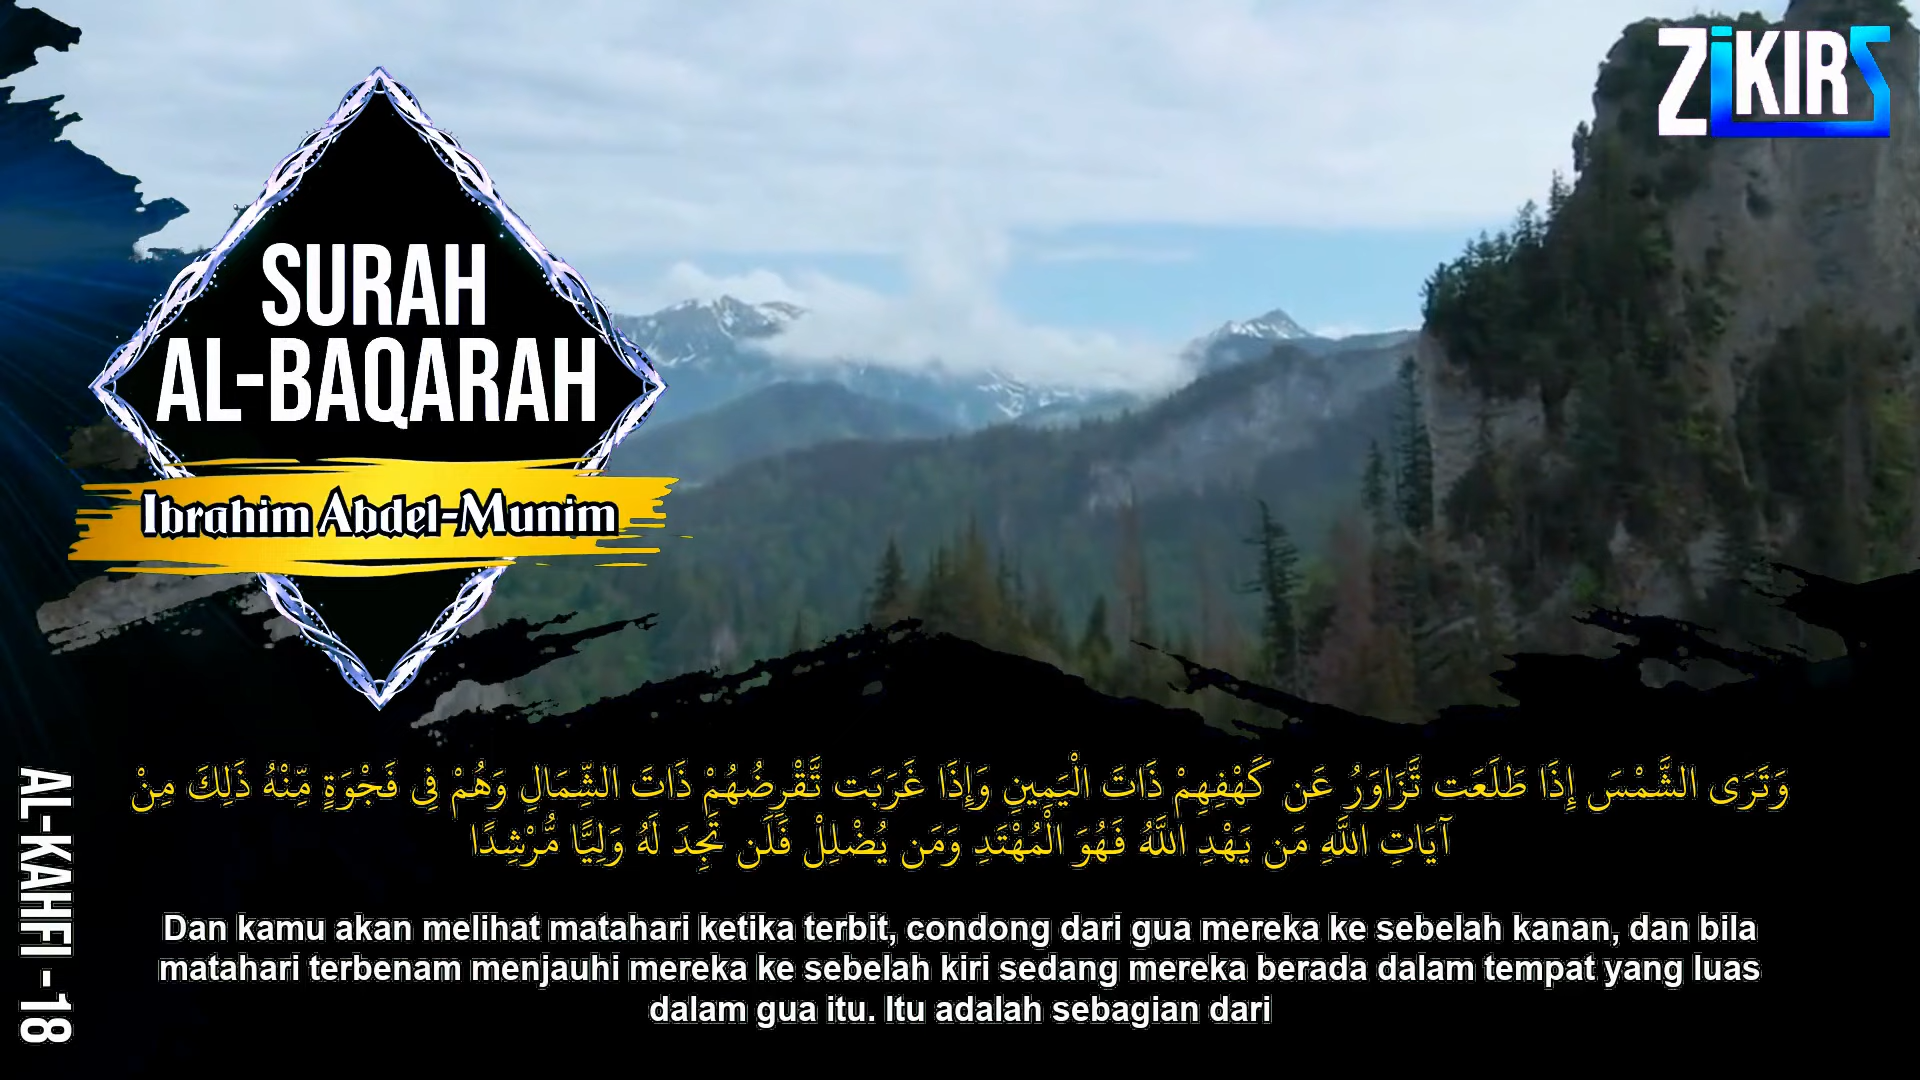 ZiKIRS
SURAH
AL-BAQARAH
Ibrahim Abdel-Munim
AL-KAHFI - 18
وَتَرَى الشَّمْسَ إِذَا طَلَعَت تَّزَاوَرُ عَن كَهْفِهِمْ ذَاتَ الْيَمِينِ وَإِذَا غَرَبَت تَّقْرِضُهُمْ ذَاتَ الشِّمَالِ وَهُمْ فِى فَجْوَةٍ مِّنْهُ ذَلِكَ مِنْ
آيَاتِ اللَّهِ مَن يَهْدِ اللَّهُ فَهُوَ الْمُهْتَدِ وَمَن يُضْلِلْ فَلَن تَجِدَ لَهُ وَلِيًّا مُّرْشِدًا
Dan kamu akan melihat matahari ketika terbit, condong dari gua mereka ke sebelah kanan, dan bila
matahari terbenam menjauhi mereka ke sebelah kiri sedang mereka berada dalam tempat yang luas
dalam gua itu. Itu adalah sebagian dari